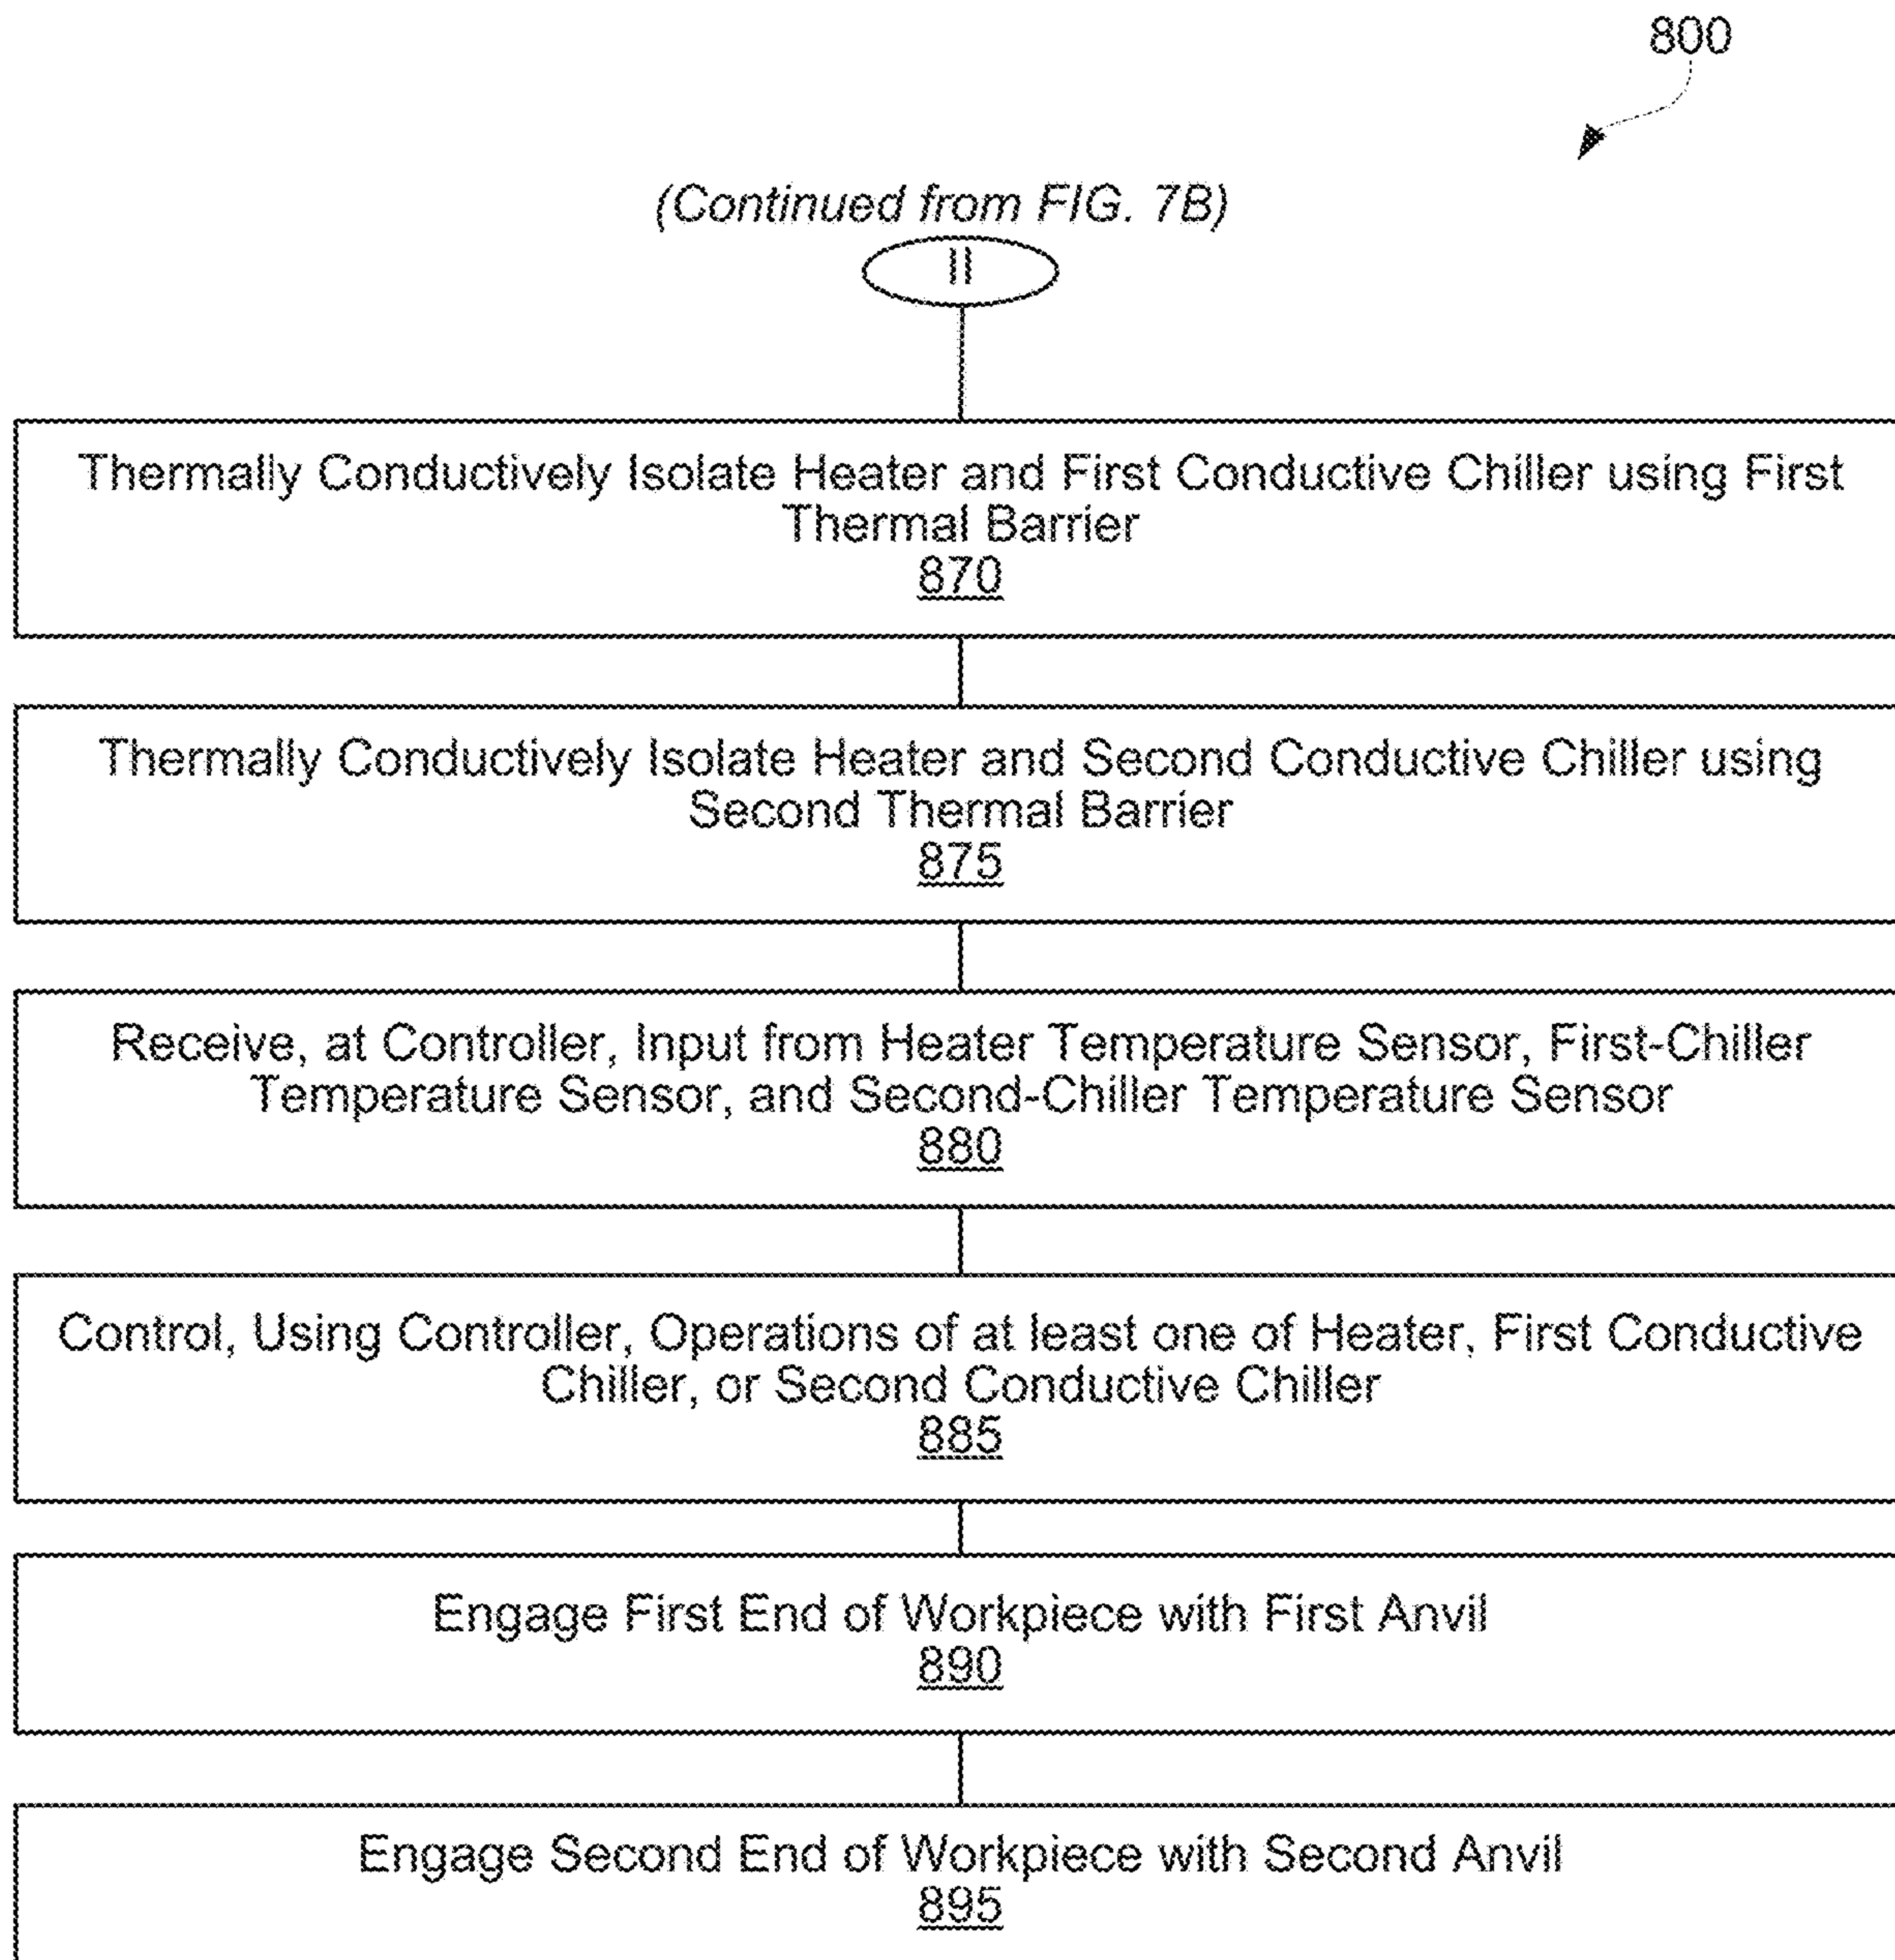 800
(Continued from FIG. 7B)
II
Thermally Conductively Isolate Heater and First Conductive Chiller using First
Thermal Barrier
870
Thermally Conductively Isolate Heater and Second Conductive Chiller using
Second Thermal Barrier
875
Receive, at Controller, Input from Heater Temperature Sensor, First-Chiller
Temperature Sensor, and Second-Chiller Temperature Sensor
880
Control, Using Controller, Operations of at least one of Heater, First Conductive
Chiller, or Second Conductive Chiller
885
Engage First End of Workpiece with First Anvil
890
Engage Second End of Workpiece with Second Anvil
895